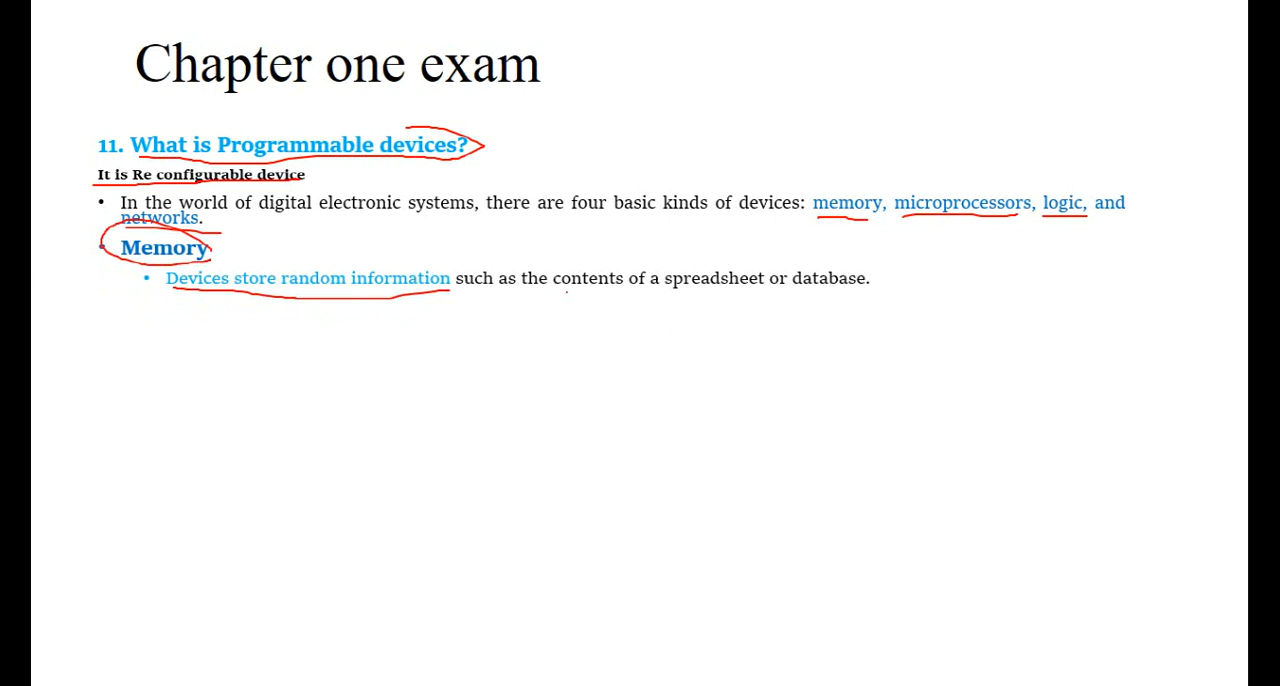 Chapter one exam
11. What is Programmable devices?
It is Re configurable device
• In the world of digital electronic systems, there are four basic kinds of devices: memory, microprocessors, logic, and
networks.
• Memory
• Devices store random information such as the contents of a spreadsheet or database.